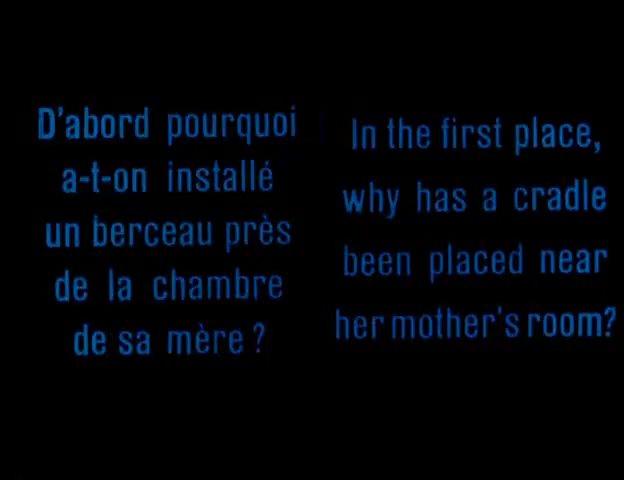 D'abord pourquoi
a-t-on installé
un berceau près
de la chambre
de sa mère ?
In the first place,
why has a cradle
been placed near
her mother's room?